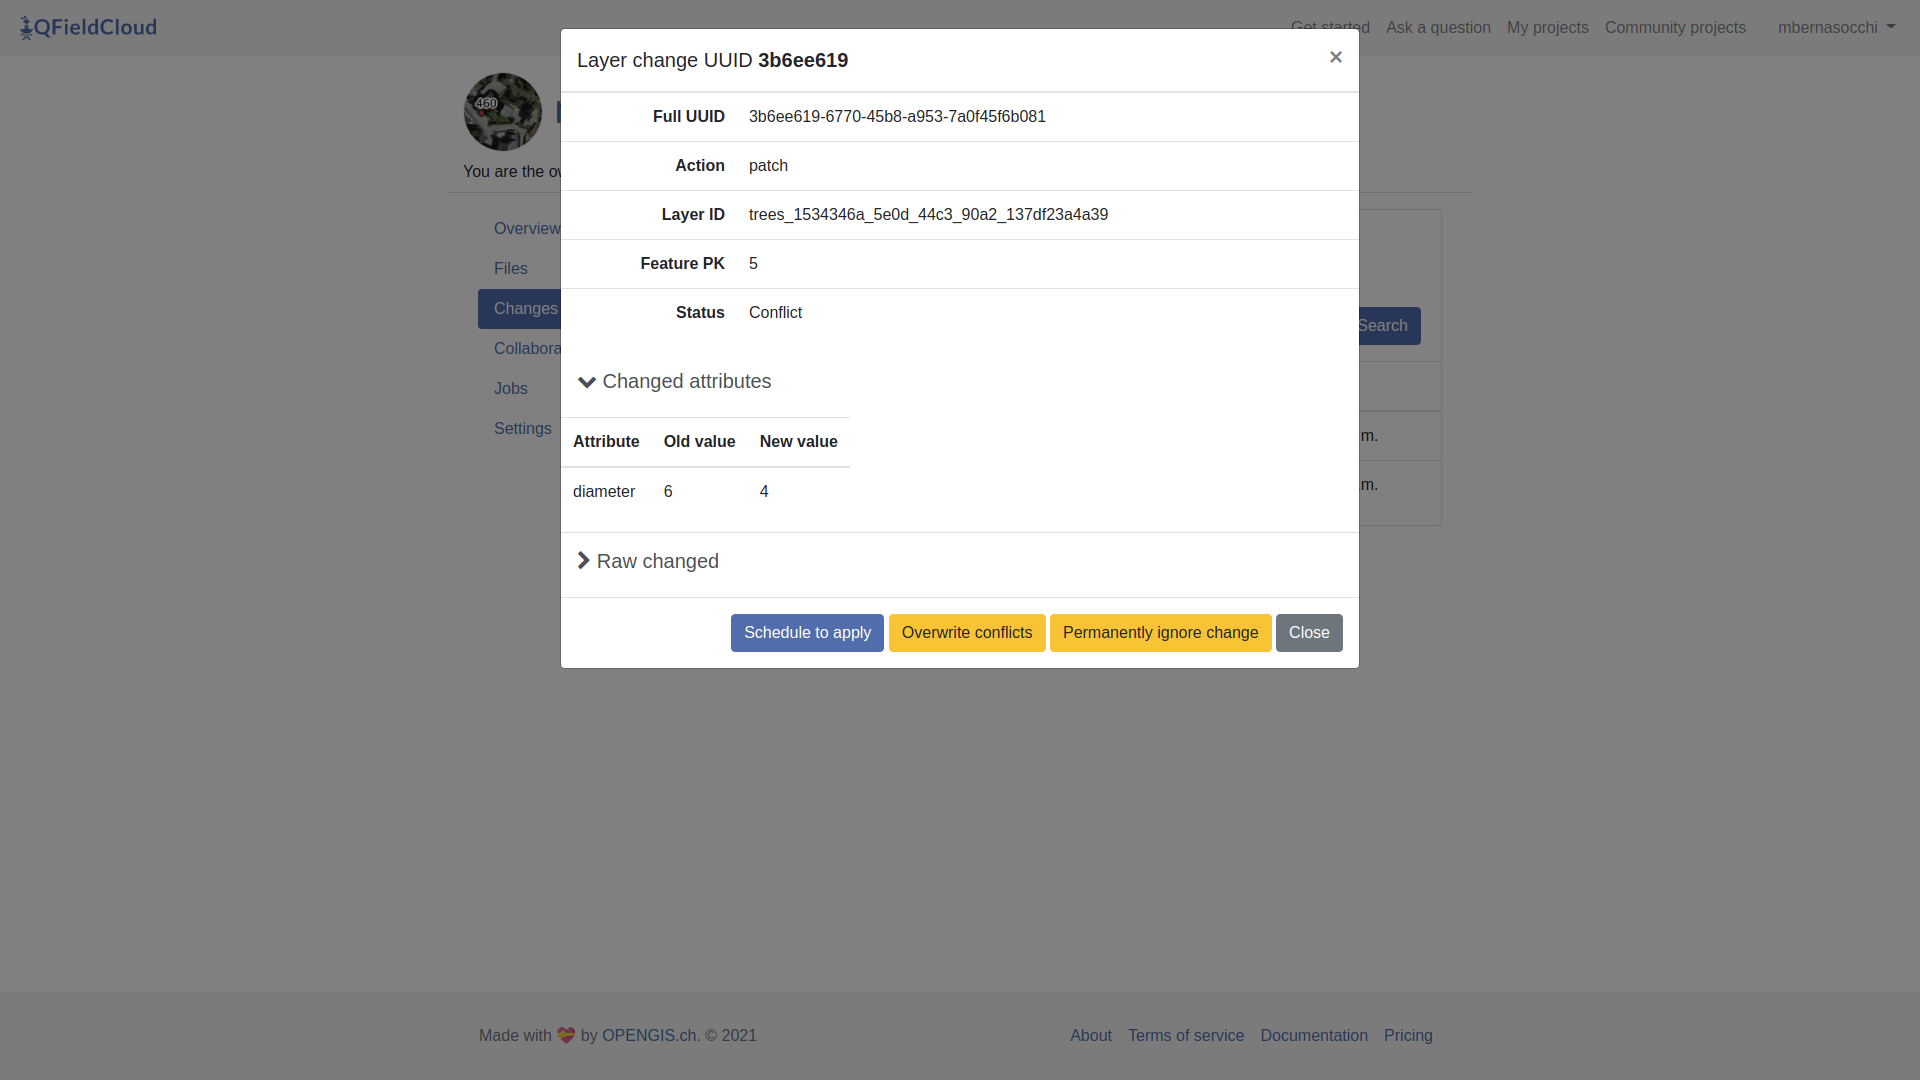 QFieldCloud
Get started Ask a question My projects Community projects mbernasocchi
Layer change UUID 3b6ee619 ×
460
Full UUID 3b6ee619-6770-45b8-a953-7a0f45f6b081
Action patch
You are the
Layer ID trees_1534346a_5e0d_44c3_90a2_137df23a4a39
Overview
Feature PK 5
Files
Status Conflict
Changes
Search
Collabora
Changed attributes
Jobs
Settings
Attribute Old value New value
m.
diameter 6 4
m.
Raw changed
Schedule to apply Overwrite conflicts Permanently ignore change Close
Made with 💝 by OPENGIS.ch. © 2021
About Terms of service Documentation Pricing